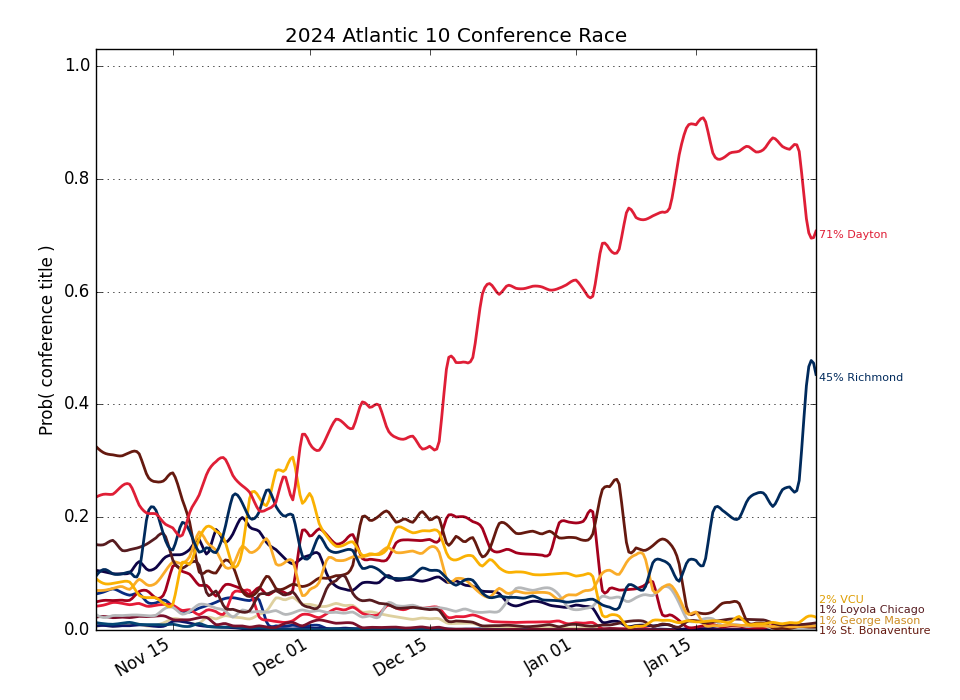 2024 Atlantic 10 Conference Race
Prob( conference title )
1.0
0.8
0.6
0.4
0.2
0.0
71% Dayton
45% Richmond
2% VCU
1% Loyola Chicago
1% George Mason
1% St. Bonaventure
Nov 15
Dec 01
Dec 15
Jan 01
Jan 15